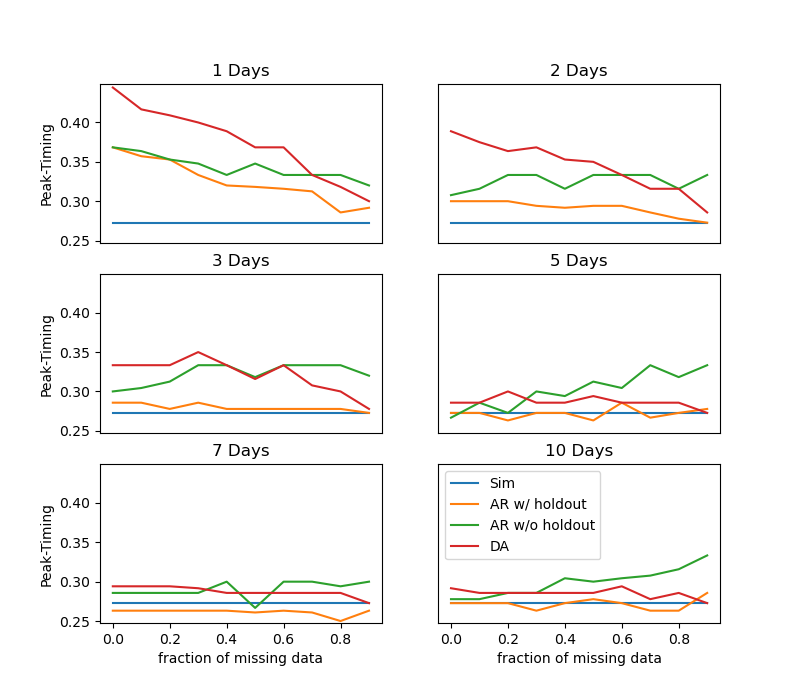 1 Days
2 Days
Peak-Timing
0.40
0.35
0.30
0.25
3 Days
5 Days
Peak-Timing
0.40
0.35
0.30
0.25
7 Days
10 Days
Peak-Timing
0.40
0.35
0.30
0.25
Sim
AR w/ holdout
AR w/o holdout
DA
0.0 0.2 0.4 0.6 0.8
0.0 0.2 0.4 0.6 0.8
fraction of missing data
fraction of missing data